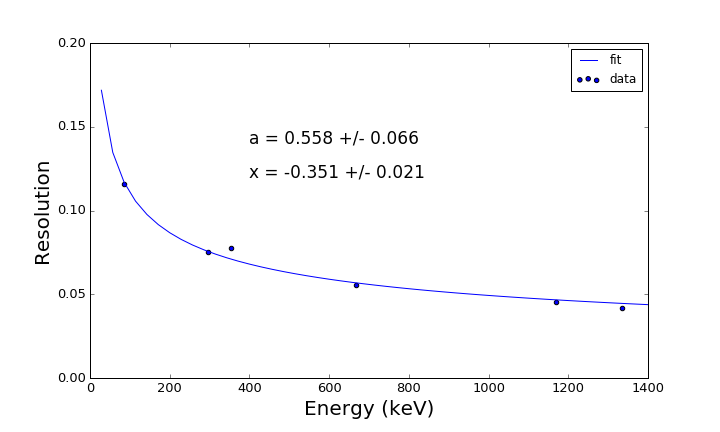 0.20
0.15
0.10
0.05
0.00
Resolution
fit
data
a = 0.558 +/- 0.066
x = -0.351 +/- 0.021
0 200 400 600 800 1000 1200 1400
Energy (keV)